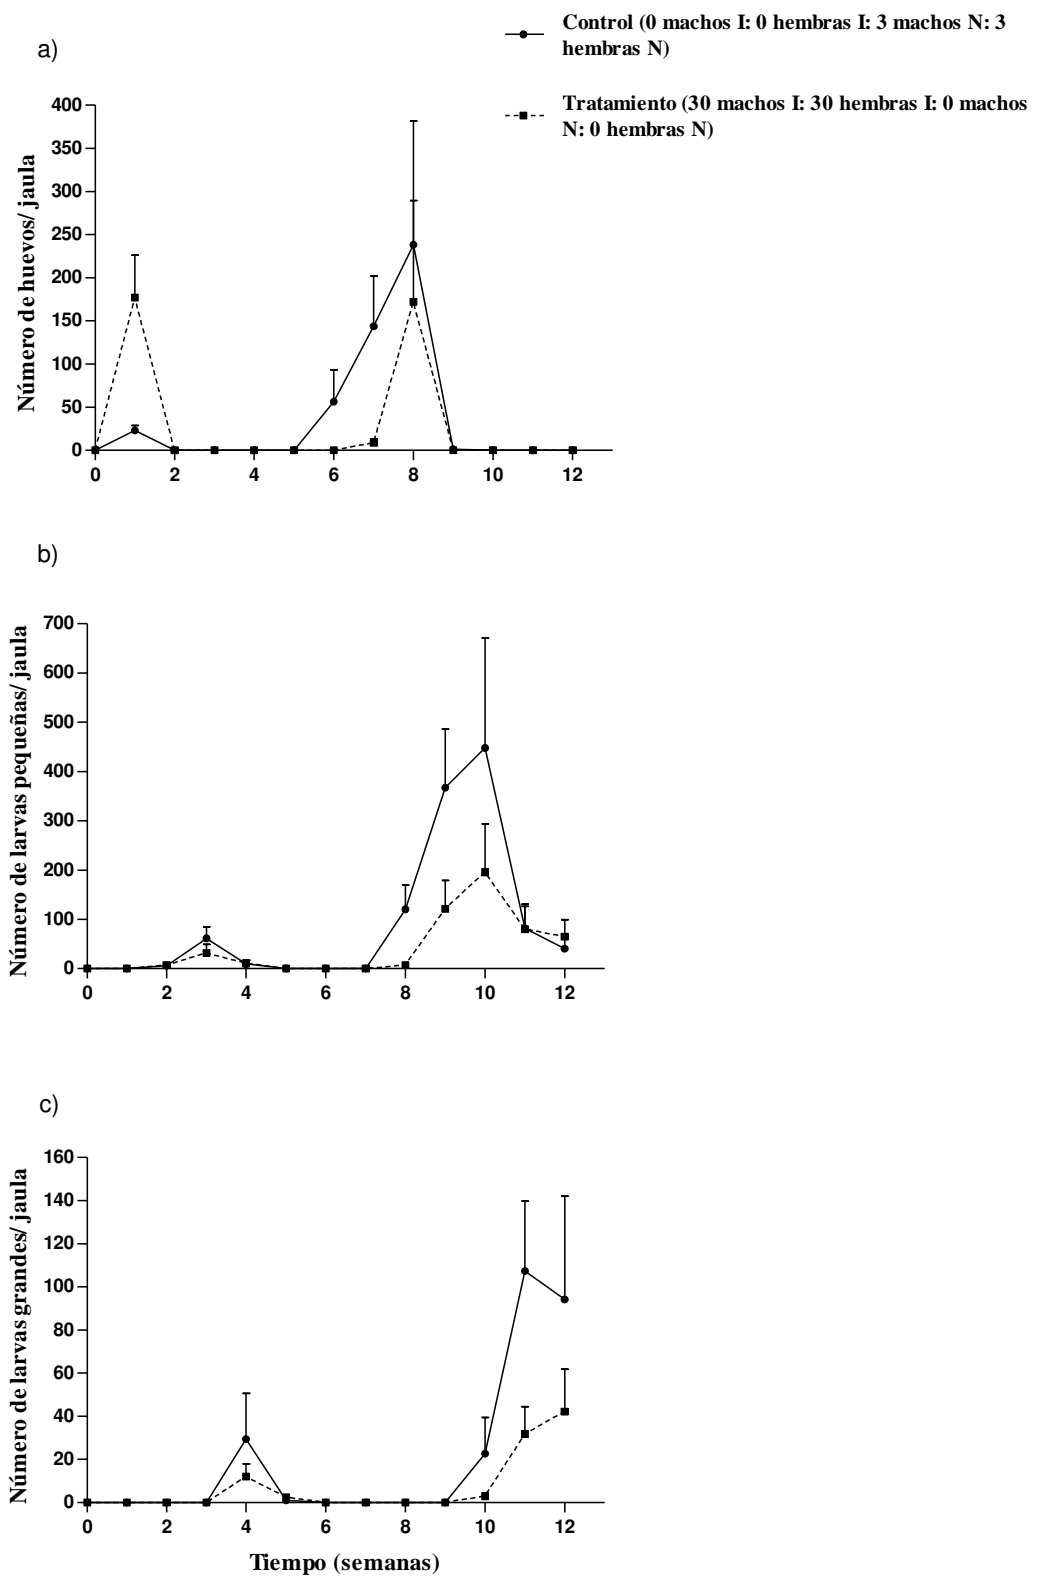 Control (0 machos I: 0 hembras I: 3 machos N: 3
hembras N)
Tratamiento (30 machos I: 30 hembras I: 0 machos
N: 0 hembras N)
a)
Número de huevos/ jaula
400
350
300
250
200
150
100
50
0
0 2 4 6 8 10 12
b)
Número de larvas pequeñas/ jaula
700
600
500
400
300
200
100
0
0 2 4 6 8 10 12
c)
Número de larvas grandes/ jaula
160
140
120
100
80
60
40
20
0
0 2 4 6 8 10 12
Tiempo (semanas)